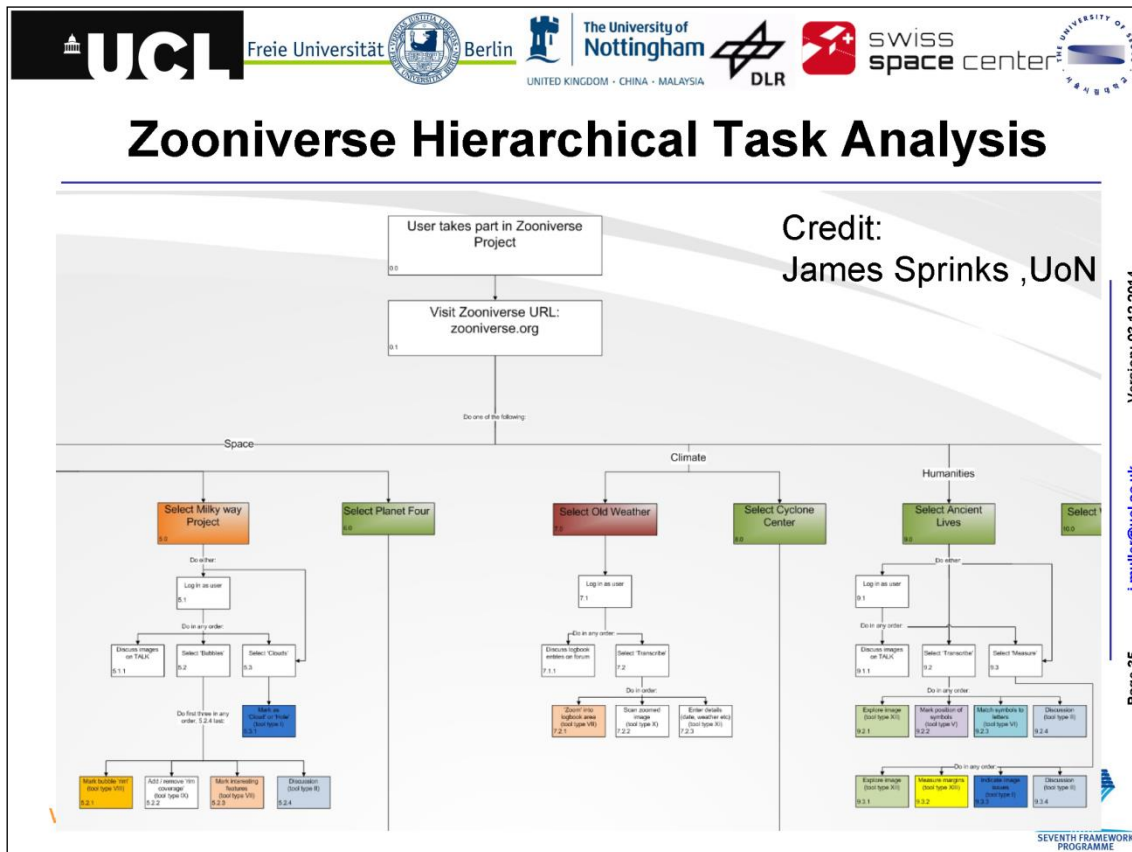 UCL
Freie Universität Berlin
The University of
Nottingham
UNITED KINGDOM · CHINA · MALAYSIA
DLR
swiss
space center
Zooniverse Hierarchical Task Analysis
Credit:
James Sprinks ,UoN
User takes part in Zooniverse
Project
0.0
Visit Zooniverse URL:
zooniverse.org
0.1
Do one of the following:
Space
Climate
Humanities
Select Milky way
Project
5.0
Select Planet Four
6.0
Select Old Weather
7.0
Select Cyclone
Center
8.0
Select Ancient
Lives
9.0
Select
10.0
Do either:
Log in as user
5.1
Do in any order:
Discuss images
on TALK
5.1.1
Select 'Bubbles'
5.2
Select 'Clouds'
5.3
Mark as
'Cloud' or 'Hole'
(tool type I)
5.3.1
Do first three in any
order, 5.2.4 last:
Mark bubble 'rim'
(tool type VIII)
5.2.1
Add / remove 'rim
coverage'
(tool type IX)
5.2.2
Mark interesting
features
(tool type VII)
5.2.3
Discussion
(tool type II)
5.2.4
Log in as user
7.1
Do in any order:
Discuss logbook
entries on forum
7.1.1
Select 'Transcribe'
7.2
Do in order:
'Zoom' into
logbook area
(tool type VII)
7.2.1
Scan zoomed
image
(tool type X)
7.2.2
Enter details
(date, weather etc)
(tool type XI)
7.2.3
Do either:
Log in as user
9.1
Do in any order:
Discuss images
on TALK
9.1.1
Select 'Transcribe'
9.2
Select 'Measure'
9.3
Do in any order:
Explore image
(tool type XII)
9.2.1
Mark position of
symbols
(tool type V)
9.2.2
Match symbols to
letters
(tool type VI)
9.2.3
Discussion
(tool type II)
9.2.4
Do in any order:
Explore image
(tool type XII)
9.3.1
Measure margins
(tool type XIII)
9.3.2
Indicate image
issues
(tool type I)
9.3.3
Discussion
(tool type II)
9.3.4
SEVENTH FRAMEWORK
PROGRAMME